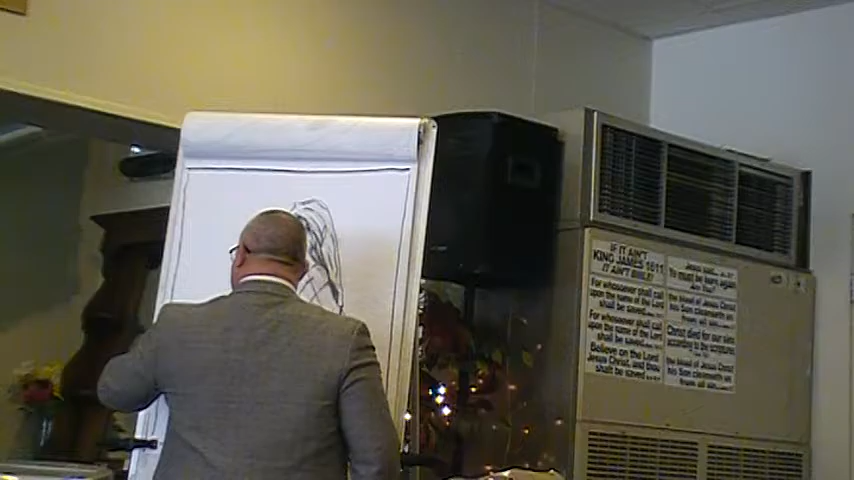 IF IT AIN'T
KING JAMES 1611
IT AIN'T BIBLE!
For whosoever shall call
upon the name of the Lord
shall be saved.
For whosoever shall call
upon the name of the Lord
shall be saved.
Believe on the Lord
Jesus Christ, and thou
shalt be saved
Jesus said,
Ye must be born again.
Are You?
the blood of Jesus Christ
his Son cleanseth us
Christ died for our sins
according to the
the blood of Jesus Christ
his Son cleanseth us